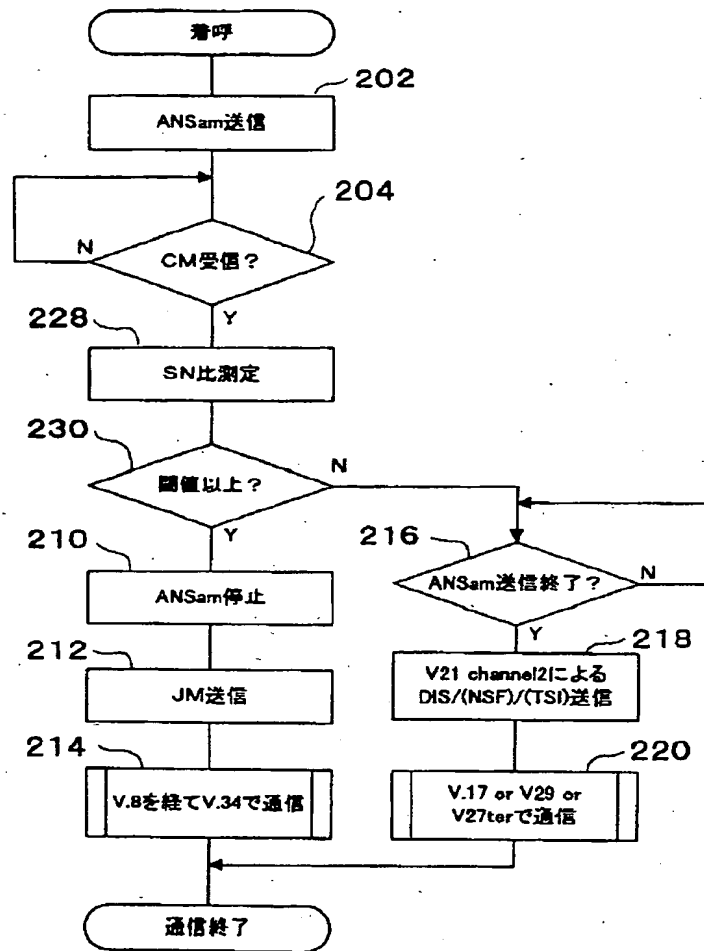 着呼
202
ANSam送信
204
N
CM受信?
Y
228
SN比測定
230
N
閾値以上?
Y
216
210
ANSam送信終了?
N
ANSam停止
Y
218
212
V21 channel2による
DIS/(NSF)/(TSI)送信
JM送信
214
220
V.8を経てV.34で通信
V.17 or V29 or
V27terで通信
通信終了